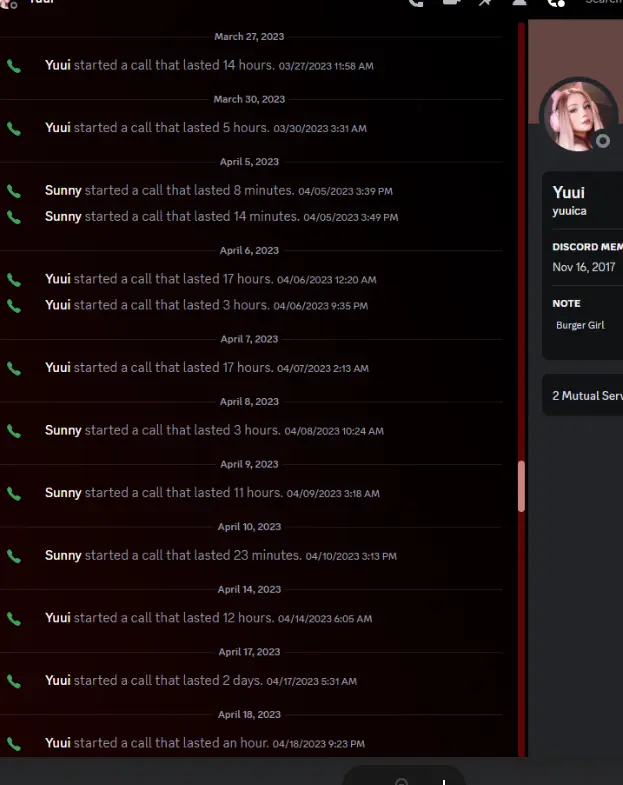 Yuui
Search
March 27, 2023
Yuui started a call that lasted 14 hours. 03/27/2023 11:58 AM
March 30, 2023
Yuui started a call that lasted 5 hours. 03/30/2023 3:31 AM
April 5, 2023
Sunny started a call that lasted 8 minutes. 04/05/2023 3:39 PM
Sunny started a call that lasted 14 minutes. 04/05/2023 3:49 PM
April 6, 2023
Yuui started a call that lasted 17 hours. 04/06/2023 12:20 AM
Yuui started a call that lasted 3 hours. 04/06/2023 9:35 PM
April 7, 2023
Yuui started a call that lasted 17 hours. 04/07/2023 2:13 AM
April 8, 2023
Sunny started a call that lasted 3 hours. 04/08/2023 10:24 AM
April 9, 2023
Sunny started a call that lasted 11 hours. 04/09/2023 3:18 AM
April 10, 2023
Sunny started a call that lasted 23 minutes. 04/10/2023 3:13 PM
April 14, 2023
Yuui started a call that lasted 12 hours. 04/14/2023 6:05 AM
April 17, 2023
Yuui started a call that lasted 2 days. 04/17/2023 5:31 AM
April 18, 2023
Yuui started a call that lasted an hour. 04/18/2023 9:23 PM
Yuui
yuuica
DISCORD MEM
Nov 16, 2017
NOTE
Burger Girl
2 Mutual Serv